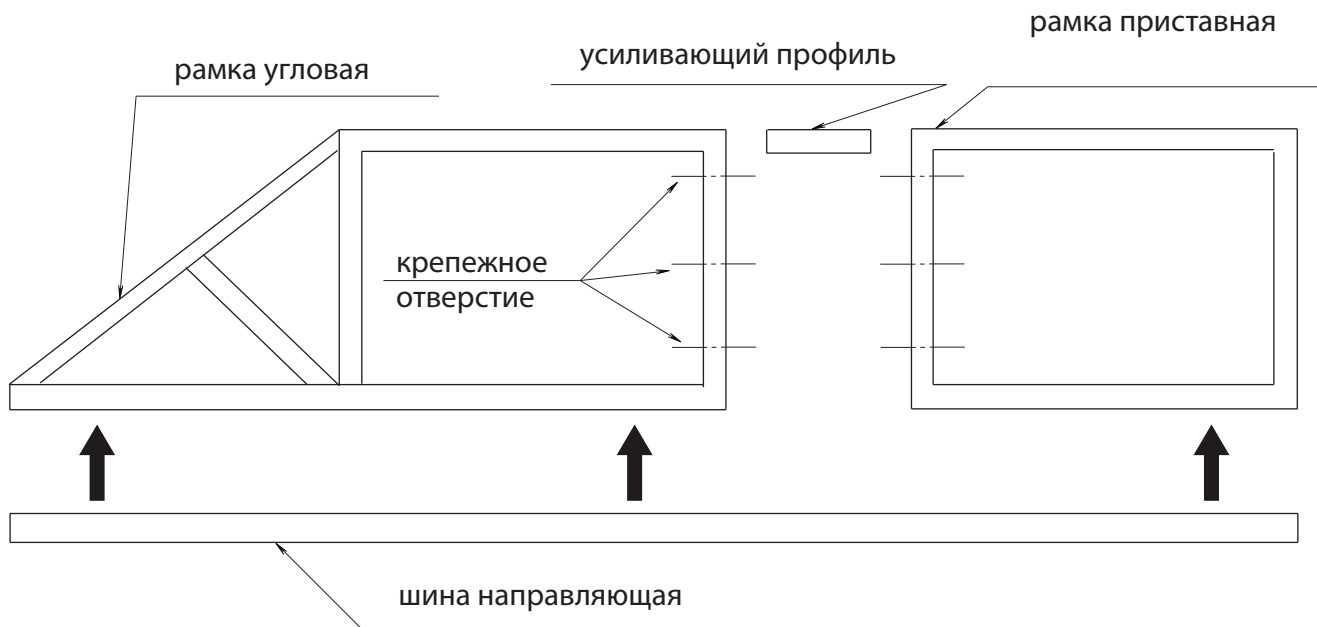 рамка приставная
усиливающий профиль
рамка угловая
крепежное
отверстие
шина направляющая